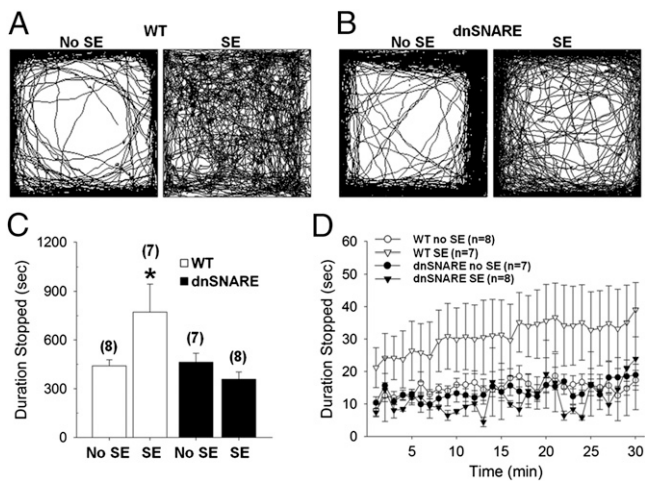 A
WT
No SE
SE
B
dnSNARE
No SE
SE
C
Duration Stopped (sec)
1200
900
600
300
0
(8)
(7)
*
(7)
(8)
WT
dnSNARE
No SE
SE
No SE
SE
D
Duration Stopped (sec)
60
50
40
30
20
10
0
WT no SE (n=8)
WT SE (n=7)
dnSNARE no SE (n=7)
dnSNARE SE (n=8)
5
10
15
20
25
30
Time (min)